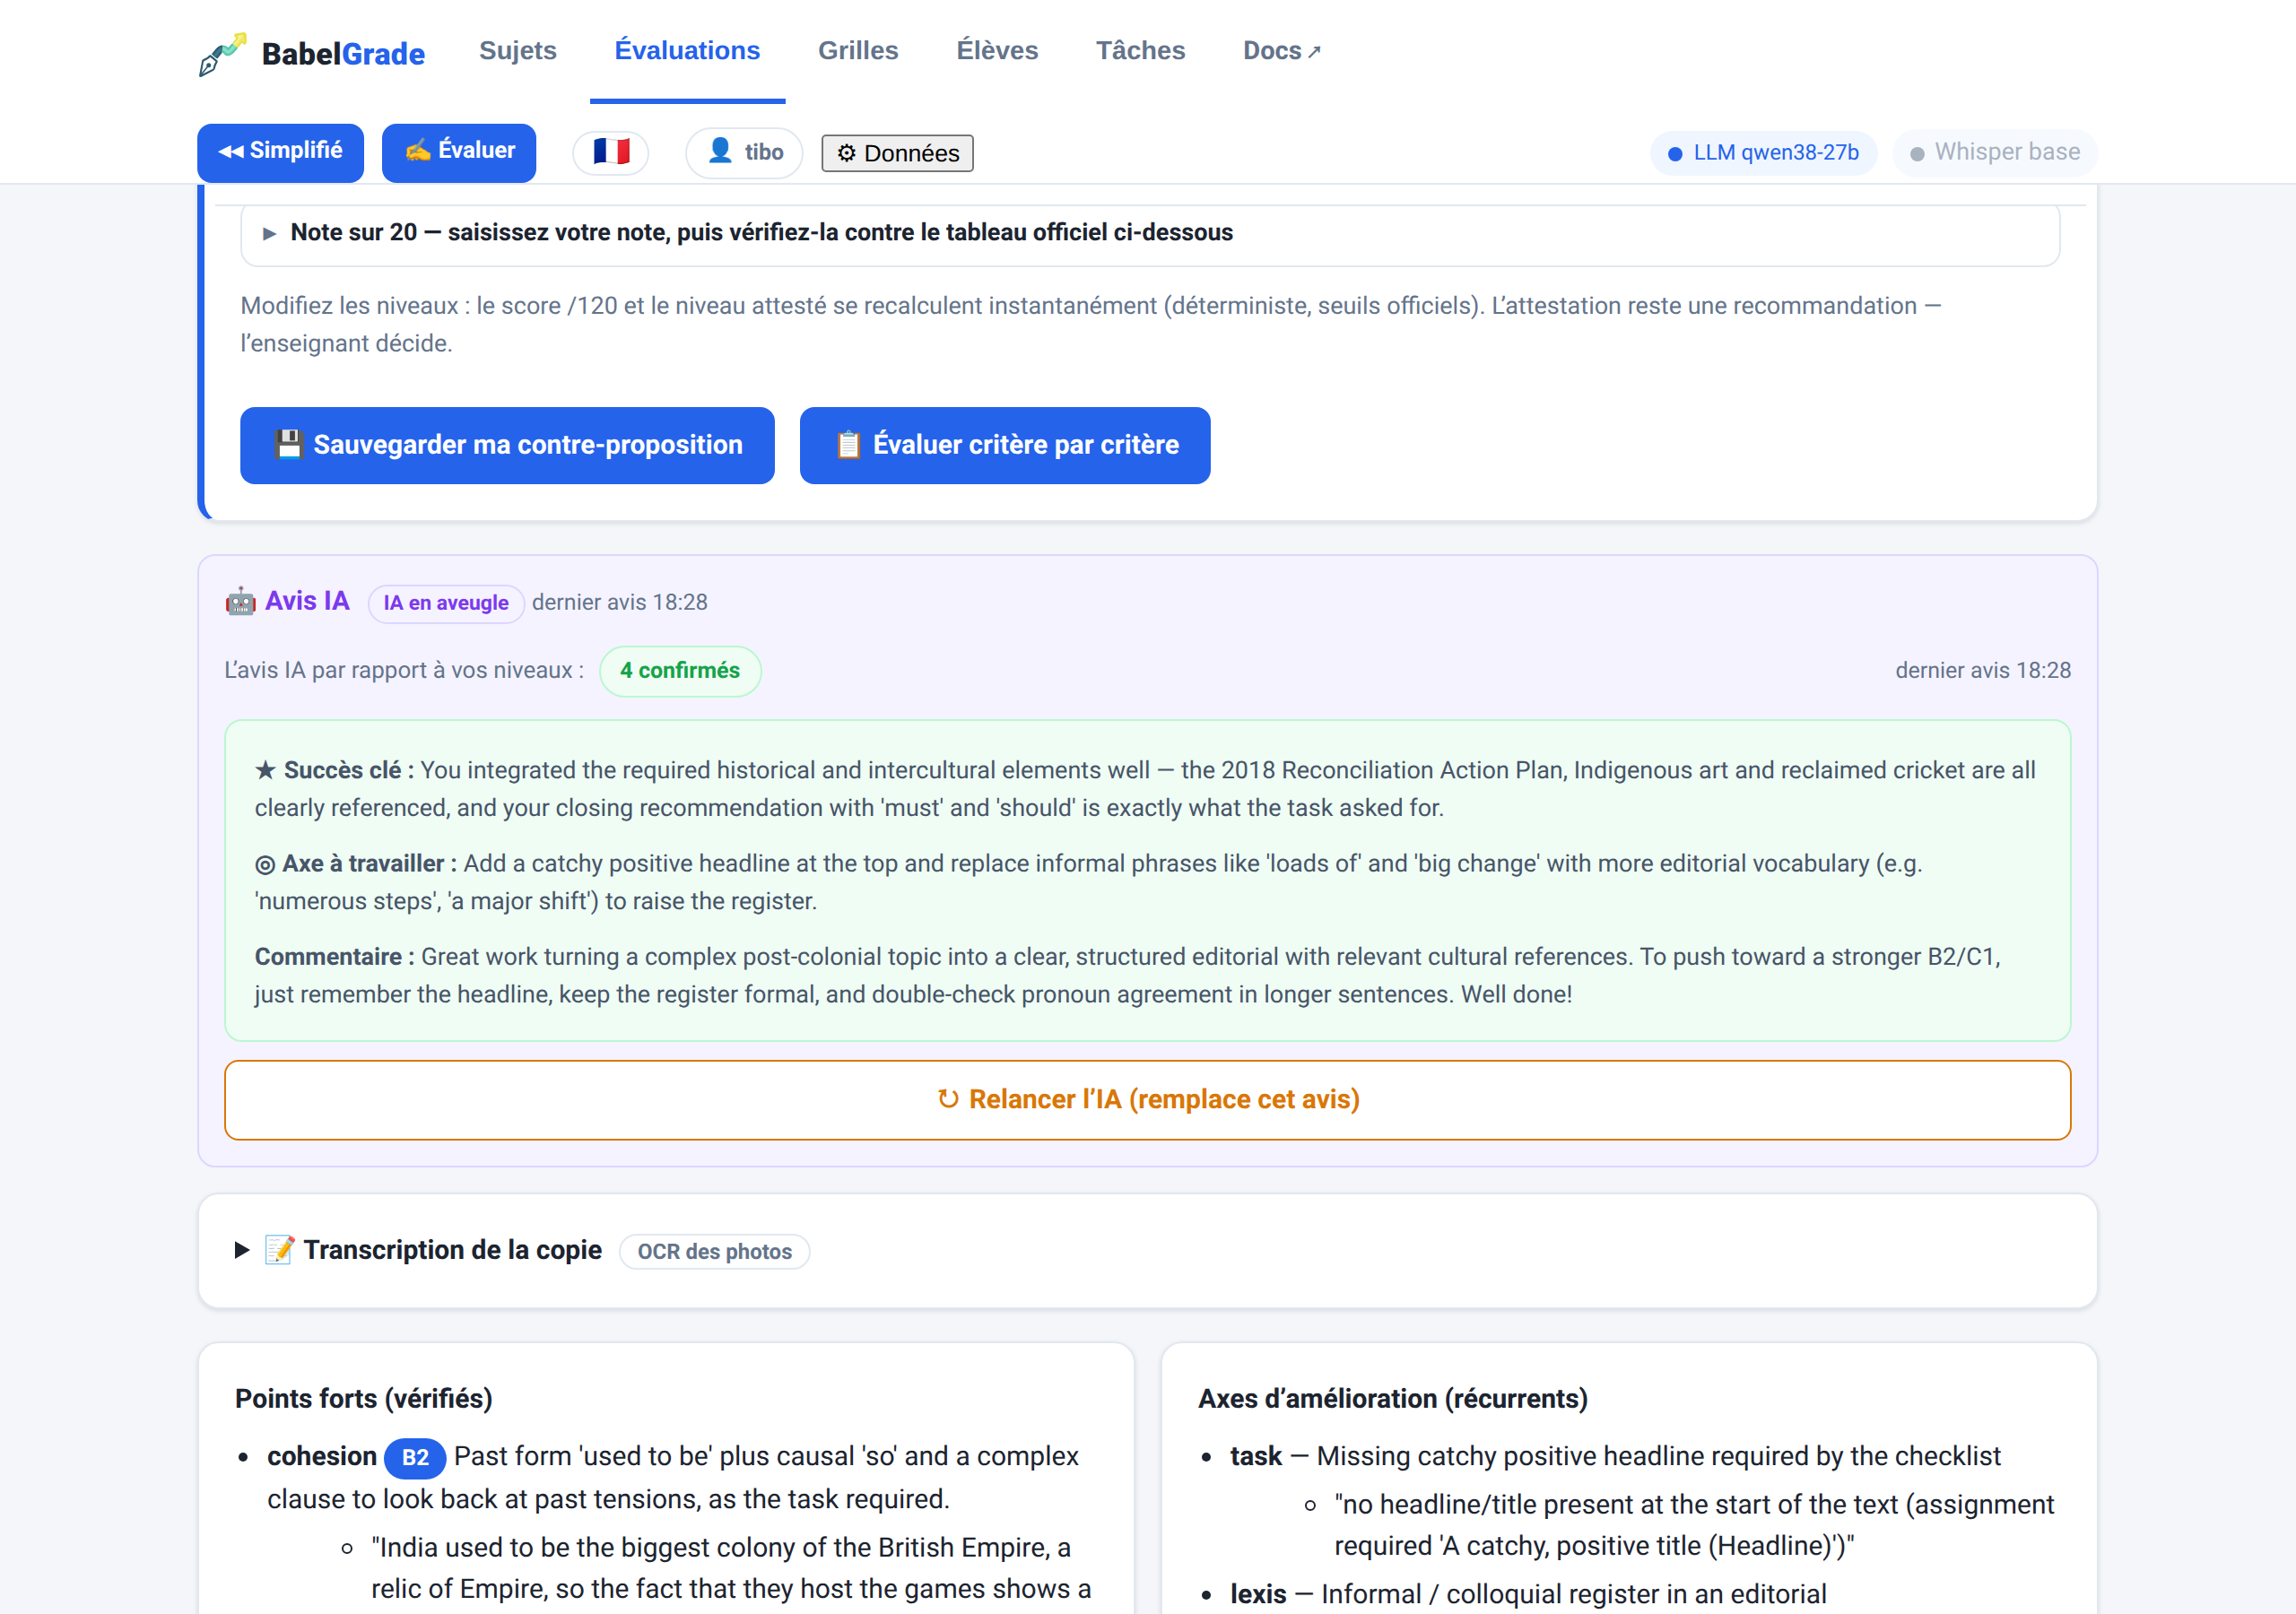 BabelGrade
Sujets
Évaluations
Grilles
Élèves
Tâches
Docs ↗
◀◀ Simplifié
✍️ Évaluer
🇫🇷
👤 tibo
⚙ Données
LLM qwen38-27b
Whisper base
▶ Note sur 20 — saisissez votre note, puis vérifiez-la contre le tableau officiel ci-dessous
Modifiez les niveaux : le score /120 et le niveau attesté se recalculent instantanément (déterministe, seuils officiels). L’attestation reste une recommandation —
l’enseignant décide.
💾 Sauvegarder ma contre-proposition
📋 Évaluer critère par critère
🤖 Avis IA
IA en aveugle
dernier avis 18:28
L’avis IA par rapport à vos niveaux :
4 confirmés
dernier avis 18:28
★ Succès clé : You integrated the required historical and intercultural elements well — the 2018 Reconciliation Action Plan, Indigenous art and reclaimed cricket are all
clearly referenced, and your closing recommendation with 'must' and 'should' is exactly what the task asked for.
◎ Axe à travailler : Add a catchy positive headline at the top and replace informal phrases like 'loads of' and 'big change' with more editorial vocabulary (e.g.
'numerous steps', 'a major shift') to raise the register.
Commentaire : Great work turning a complex post-colonial topic into a clear, structured editorial with relevant cultural references. To push toward a stronger B2/C1,
just remember the headline, keep the register formal, and double-check pronoun agreement in longer sentences. Well done!
↻ Relancer l’IA (remplace cet avis)
▶ 📝 Transcription de la copie
OCR des photos
Points forts (vérifiés)
• cohesion B2 Past form 'used to be' plus causal 'so' and a complex
clause to look back at past tensions, as the task required.
◦ "India used to be the biggest colony of the British Empire, a
relic of Empire, so the fact that they host the games shows a
Axes d’amélioration (récurrents)
• task — Missing catchy positive headline required by the checklist
◦ "no headline/title present at the start of the text (assignment
required 'A catchy, positive title (Headline)')"
• lexis — Informal / colloquial register in an editorial